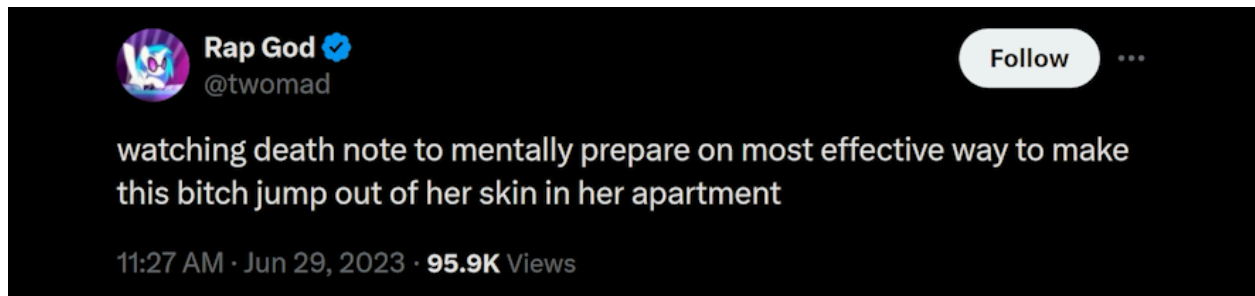 Rap God
@twomad
Follow
watching death note to mentally prepare on most effective way to make
this bitch jump out of her skin in her apartment
11:27 AM · Jun 29, 2023 · 95.9K Views